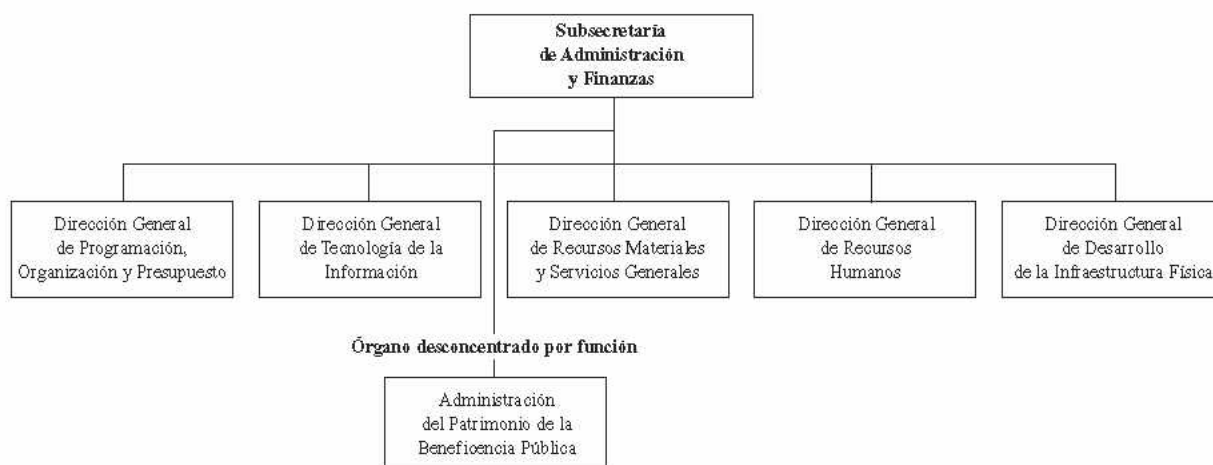 Subsecretaría
de Administración
y Finanzas
Dirección General
de Programación,
Organización y Presupuesto
Dirección General
de Tecnología de la
Información
Dirección General
de Recursos Materiales
y Servicios Generales
Dirección General
de Recursos
Humanos
Dirección General
de Desarrollo
de la Infraestructura Física
Órgano desconcentrado por función
Administración
del Patrimonio de la
Beneficencia Pública